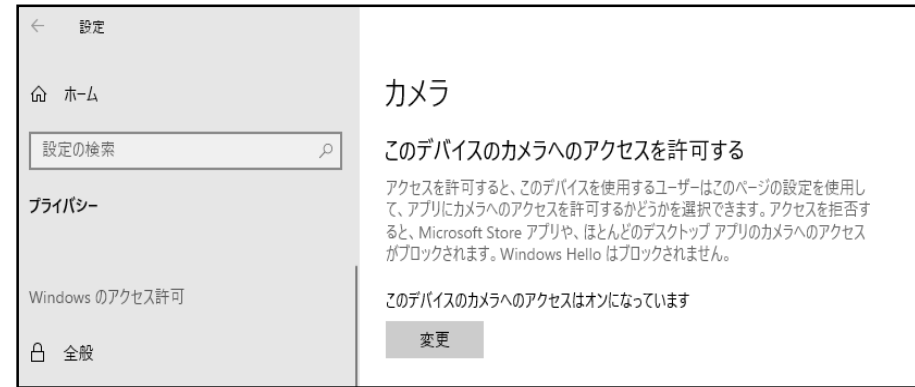 設定
ホーム
設定の検索
プライバシー
Windows のアクセス許可
全般
カメラ
このデバイスのカメラへのアクセスを許可する
アクセスを許可すると、このデバイスを使用するユーザーはこのページの設定を使用し
て、アプリにカメラへのアクセスを許可するかどうかを選択できます。アクセスを拒否す
ると、Microsoft Store アプリや、ほとんどのデスクトップ アプリのカメラへのアクセス
がブロックされます。Windows Hello はブロックされません。
このデバイスのカメラへのアクセスはオンになっています
変更